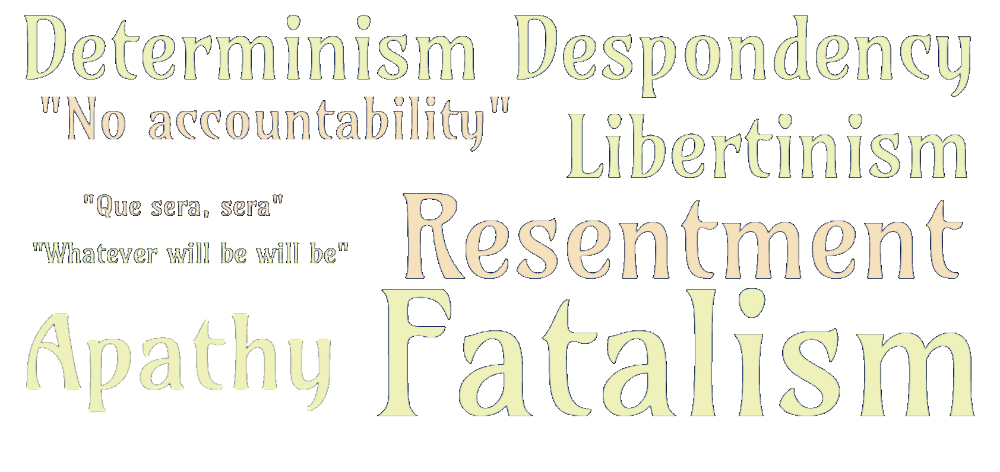 Determinism
Despondency
"No accountability"
Libertinism
"Que sera, sera"
Resentment
"Whatever will be will be"
Apathy
Fatalism